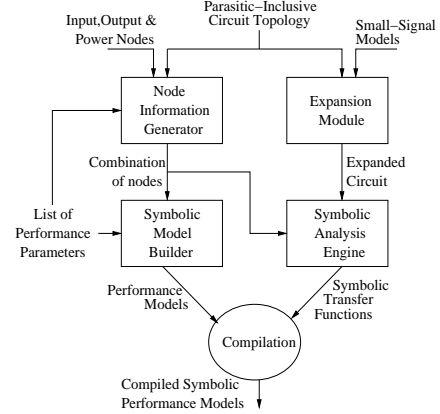 Parasitic−Inclusive
Circuit Topology
Input,Output &
Power Nodes
Small−Signal
Models
Node
Information
Generator
Expansion
Module
Combination
of nodes
Expanded
Circuit
List of
Performance
Parameters
Symbolic
Model
Builder
Symbolic
Analysis
Engine
Performance
Models
Symbolic
Transfer
Functions
Compilation
Compiled Symbolic
Performance Models